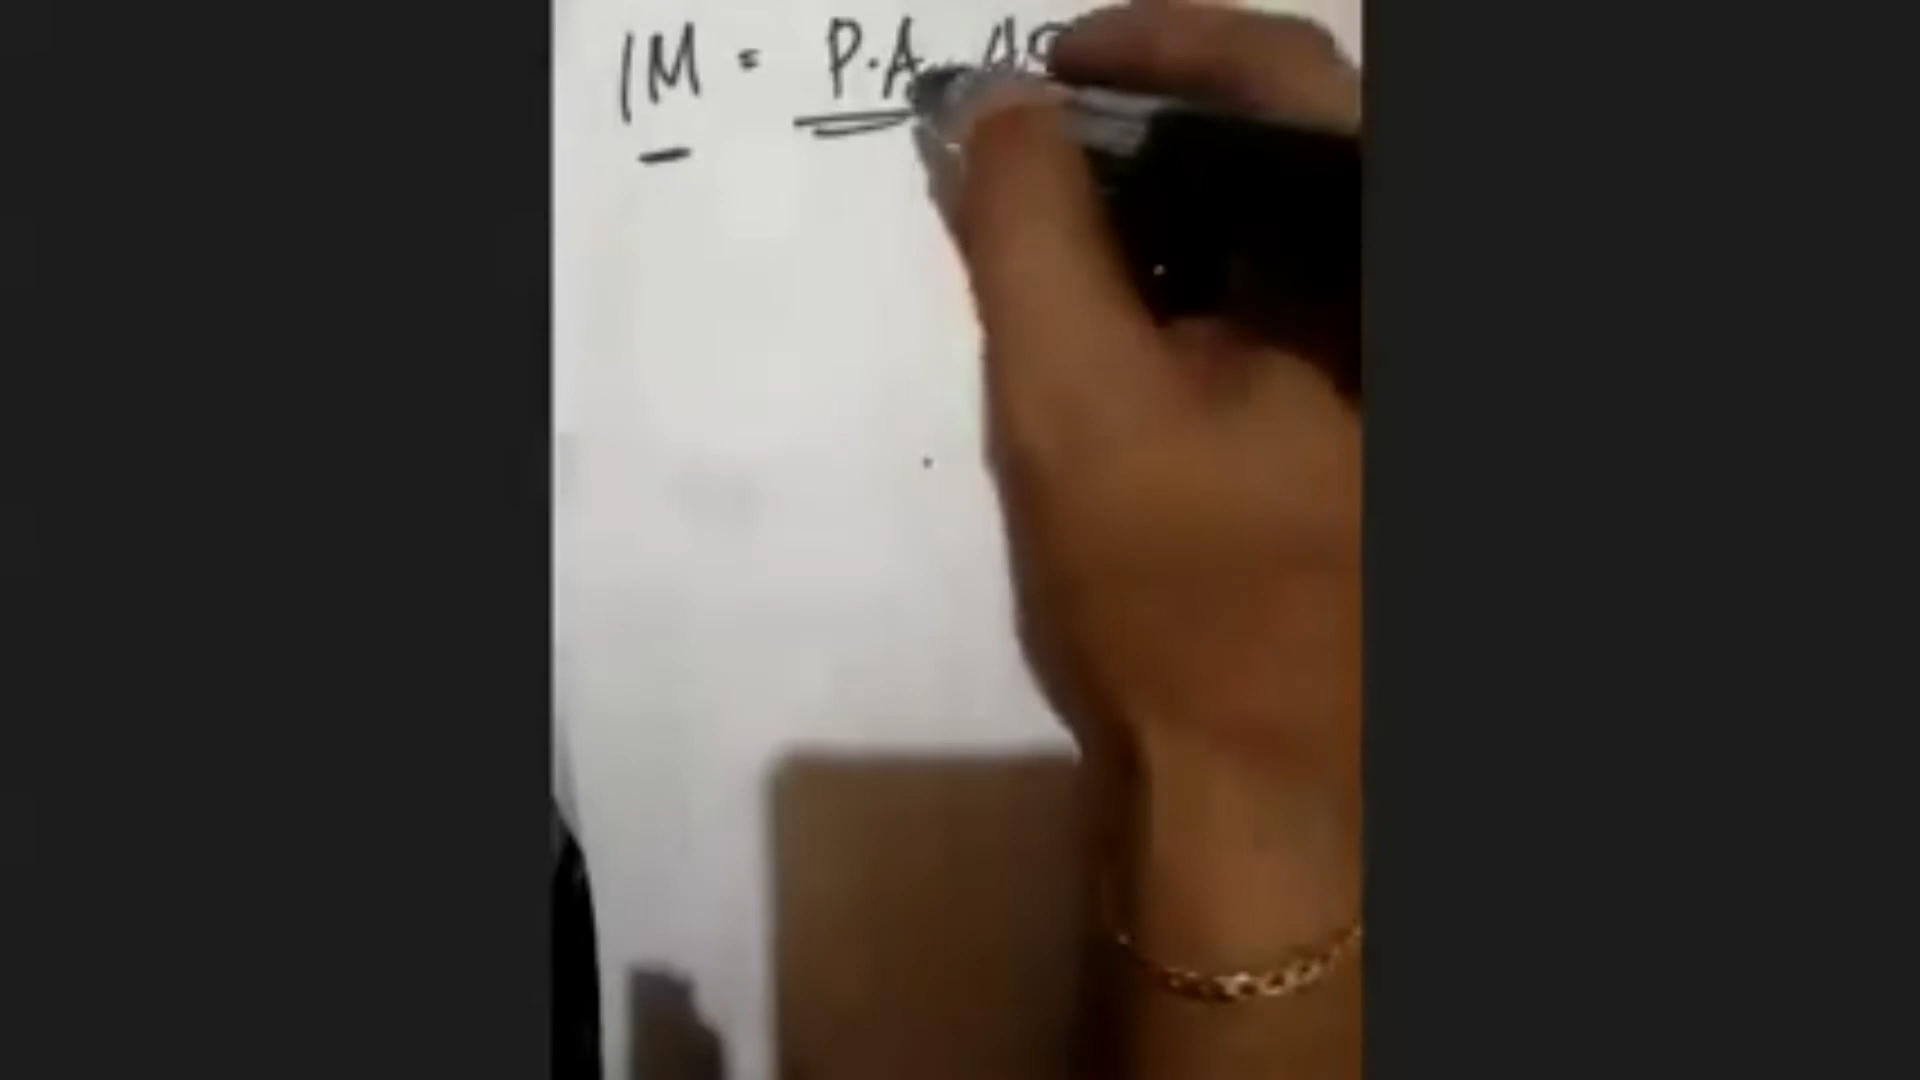 IM = P.A